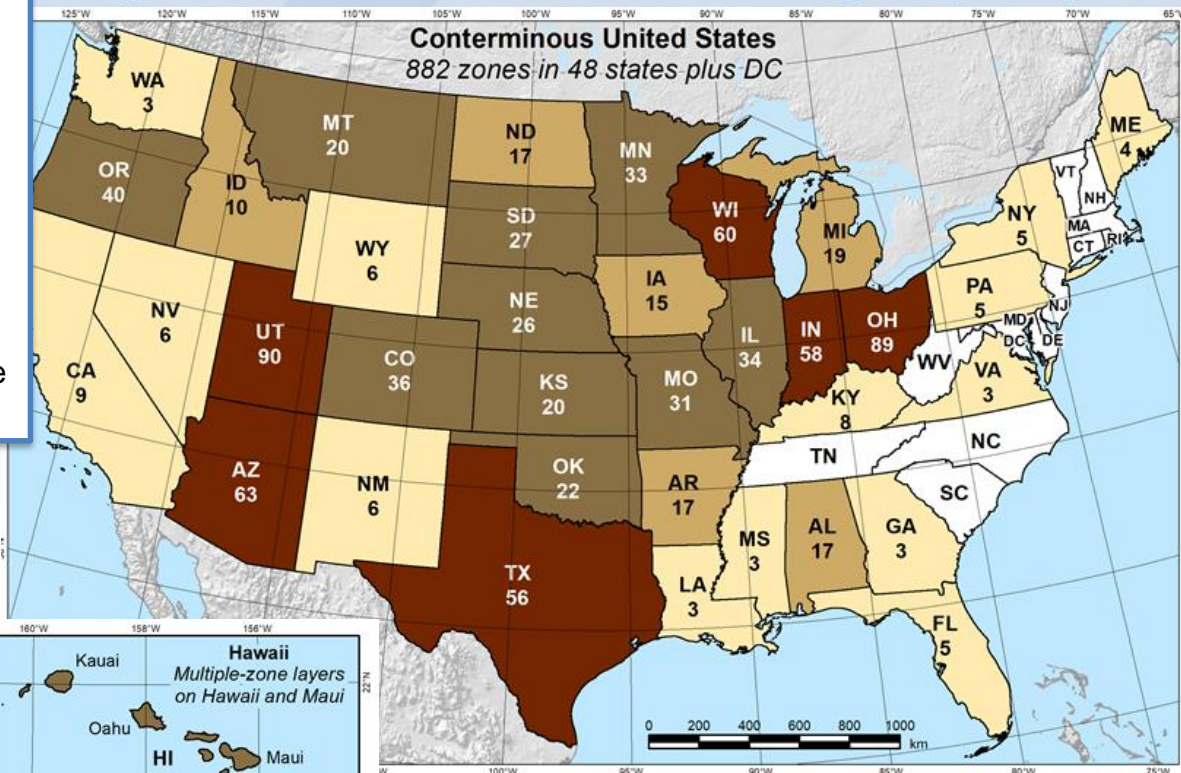 125°W 120°W 115°W 110°W 105°W 100°W 95°W 90°W 85°W 80°W 75°W 70°W 65°
Conterminous United States
882 zones in 48 states plus DC
WA
3
MT
20
ND
17
MN
33
ME
4
OR
40
ID
10
SD
27
WI
60
MI
19
VT
NH
NY
5
MA
CT
RI
WY
6
IA
15
PA
5
NV
6
UT
90
NE
26
IL
34
IN
58
OH
89
NJ
MD
DC
DE
WV
VA
3
e
CA
9
CO
36
KS
20
MO
31
KY
8
NC
TN
SC
AZ
63
NM
6
OK
22
AR
17
MS
3
AL
17
GA
3
TX
56
LA
3
FL
5
160°W 158°W 156°W
Hawaii
Multiple-zone layers
on Hawaii and Maui
Kauai
22°N
Oahu
HI
Maui
0 200 400 600 800 1000
km
W 100°W 95°W 90°W 85°W 80°W 75°W